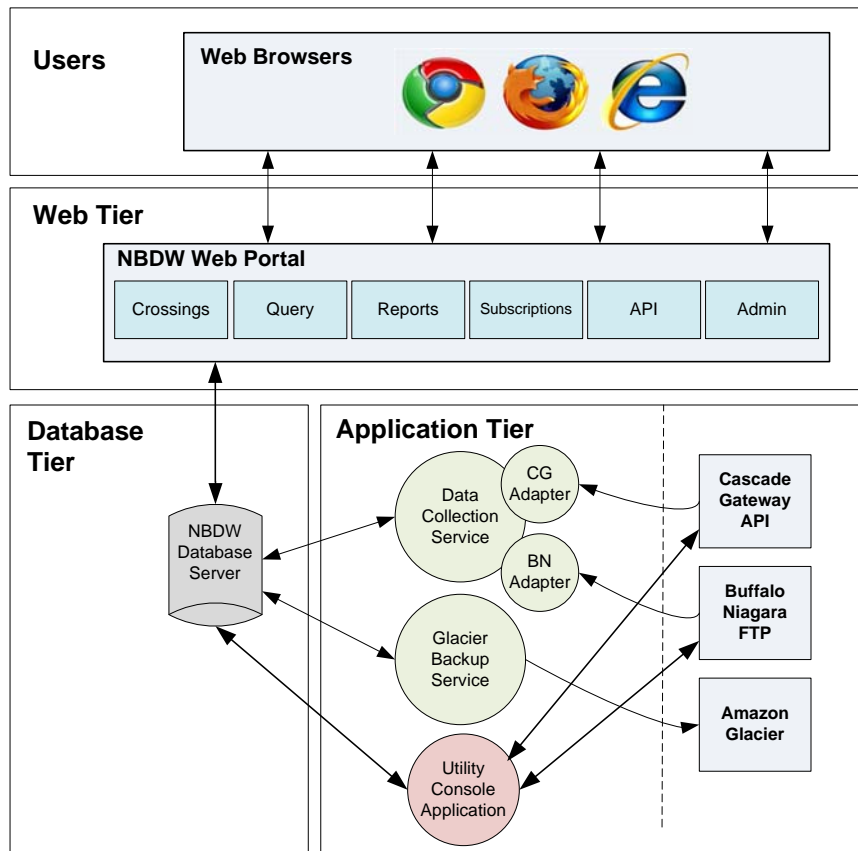 Users
Web Browsers
Web Tier
NBDW Web Portal
Crossings
Query
Reports
Subscriptions
API
Admin
Database
Tier
NBDW
Database
Server
Application Tier
Data
Collection
Service
CG
Adapter
BN
Adapter
Glacier
Backup
Service
Utility
Console
Application
Cascade
Gateway
API
Buffalo
Niagara
FTP
Amazon
Glacier